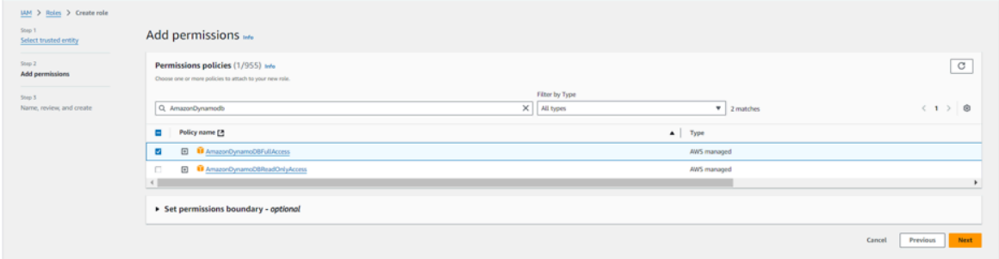 IAM > Roles > Create role
Step 1
Select trusted entity
Step 2
Add permissions
Step 3
Name, review, and create
Add permissions Info
Permissions policies (1/955) Info
Choose one or more policies to attach to your new role.
Filter by Type
AmazonDynamodb
All types
2 matches
< 1 >
Policy name
Type
AmazonDynamoDBFullAccess
AWS managed
AmazonDynamoDBReadOnlyAccess
AWS managed
Set permissions boundary - optional
Cancel
Previous
Next